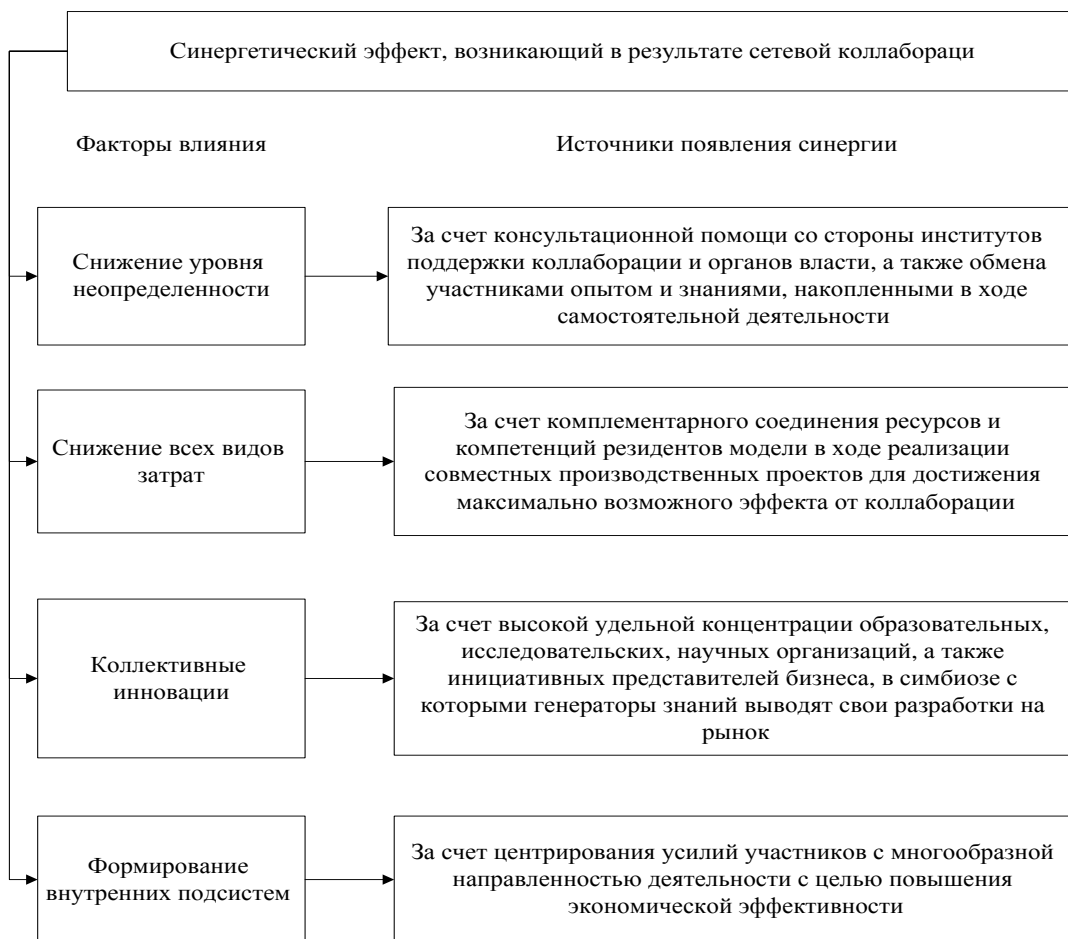 Синергетический эффект, возникающий в результате сетевой коллабораци
Факторы влияния
Источники появления синергии
Снижение уровня
неопределенности
За счет консультационной помощи со стороны институтов
поддержки коллаборации и органов власти, а также обмена
участниками опытом и знаниями, накопленными в ходе
самостоятельной деятельности
Снижение всех видов
затрат
За счет комплементарного соединения ресурсов и
компетенций резидентов модели в ходе реализации
совместных производственных проектов для достижения
максимально возможного эффекта от коллаборации
Коллективные
инновации
За счет высокой удельной концентрации образовательных,
исследовательских, научных организаций, а также
инициативных представителей бизнеса, в симбиозе с
которыми генераторы знаний выводят свои разработки на
рынок
Формирование
внутренних подсистем
За счет центрирования усилий участников с многообразной
направленностью деятельности с целью повышения
экономической эффективности